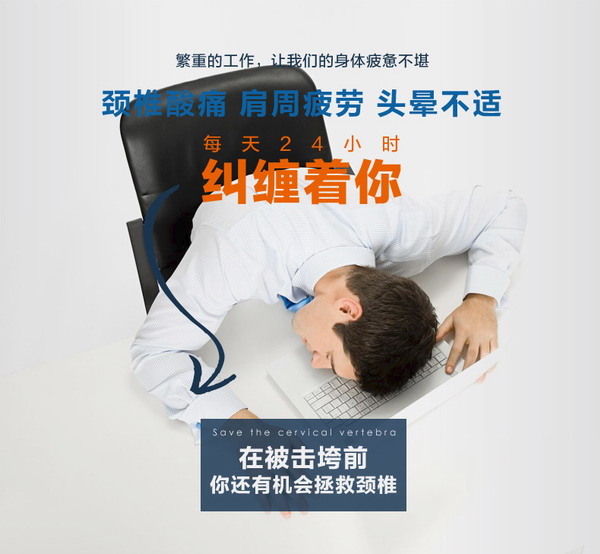 繁重的工作，让我们的身体疲惫不堪
颈椎酸痛 肩周疲劳 头晕不适
每天24小时
纠缠着你
Save the cervical vertebra
在被击垮前
你还有机会拯救颈椎